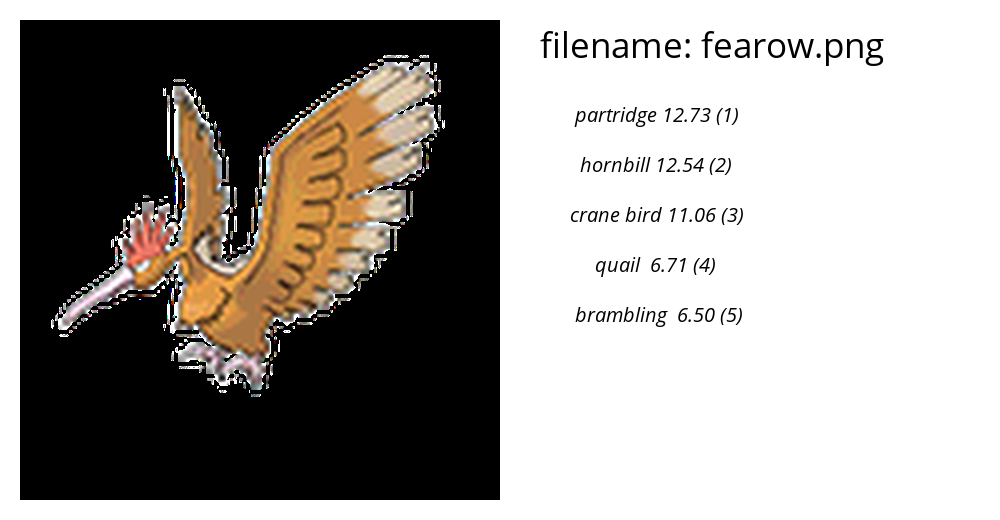 filename: fearow.png
partridge 12.73 (1)
hornbill 12.54 (2)
crane bird 11.06 (3)
quail 6.71 (4)
brambling 6.50 (5)